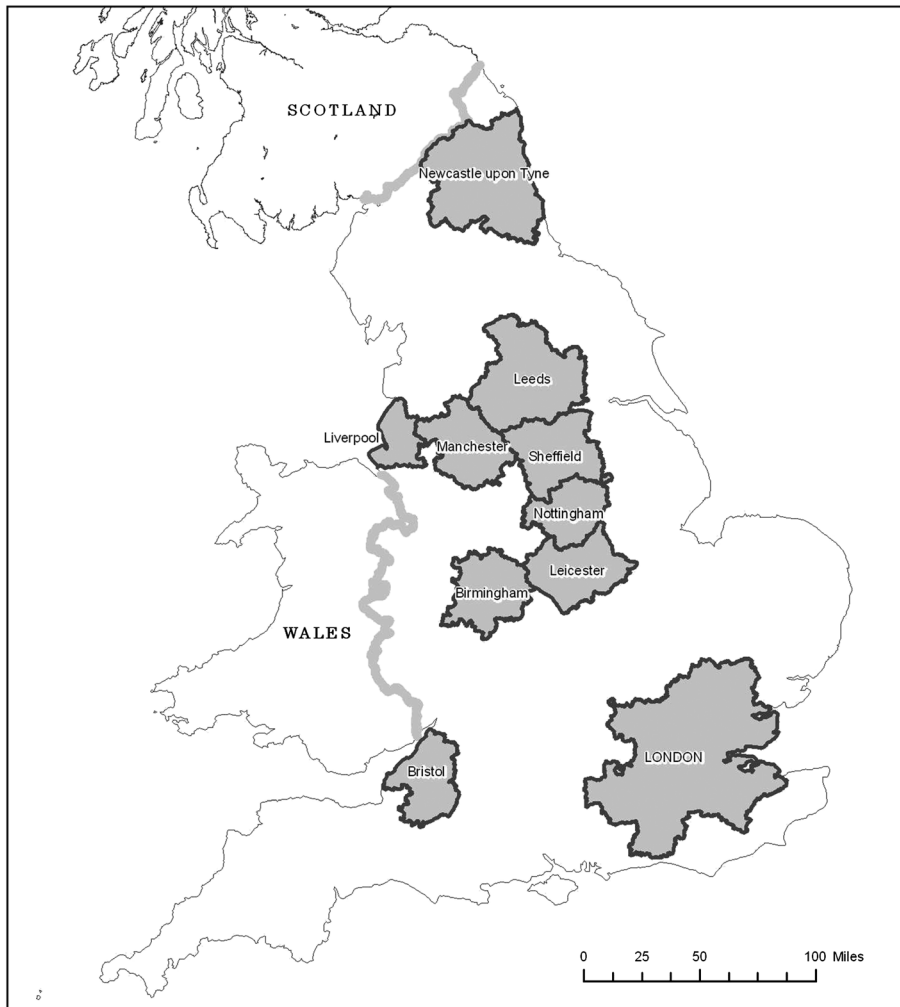 SCOTLAND
Newcastle upon Tyne
Leeds
Liverpool
Manchester
Sheffield
Nottingham
Leicester
Birmingham
WALES
LONDON
Bristol
0 25 50 100 Miles